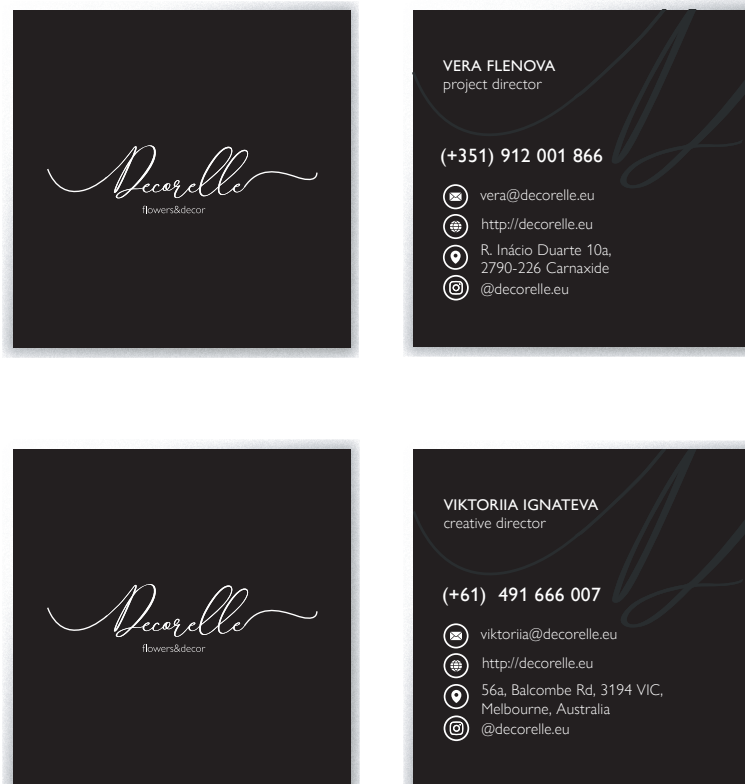 Decorelle
flowers&decor
VERA FLENOVA
project director
(+351) 912 001 866
vera@decorelle.eu
http://decorelle.eu
R. Inácio Duarte 10a,
2790-226 Carnaxide
@decorelle.eu
Decorelle
flowers&decor
VIKTORIIA IGNATEVA
creative director
(+61) 491 666 007
viktoriia@decorelle.eu
http://decorelle.eu
56a, Balcombe Rd, 3194 VIC,
Melbourne, Australia
@decorelle.eu